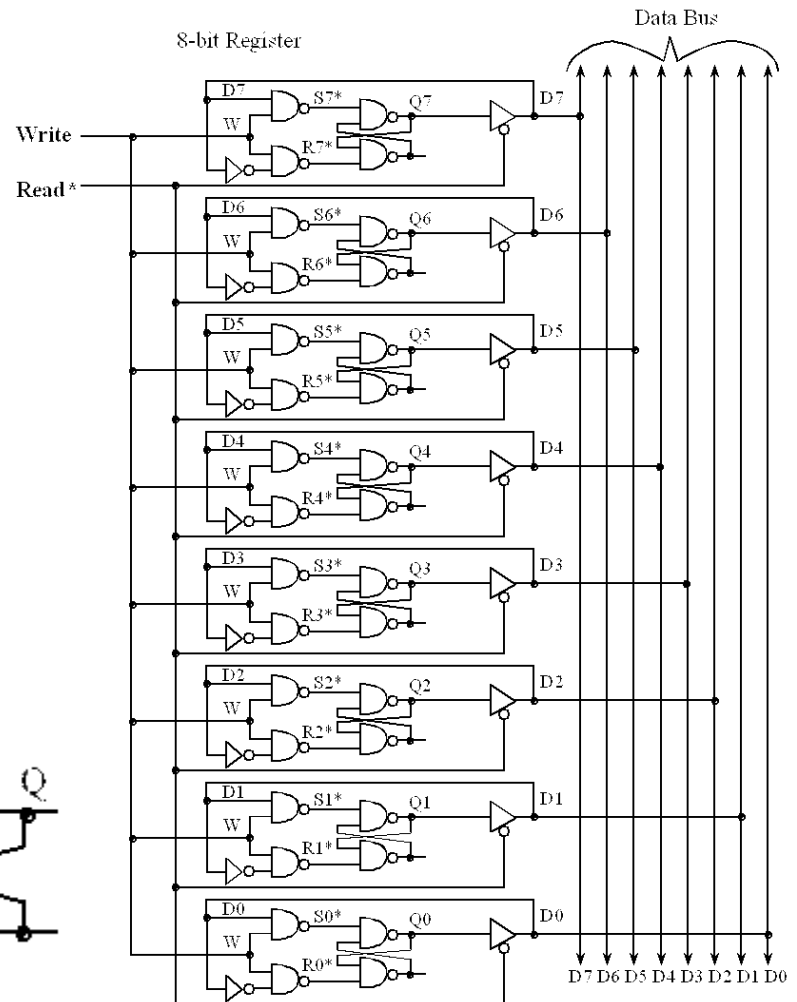 Data Bus
8-bit Register
D7 S7* Q7 D7
Write W
R7*
Read*
D6 S6* Q6 D6
W
R6*
D5 S5* Q5 D5
W
R5*
D4 S4* Q4 D4
W
R4*
D3 S3* Q3 D3
W
R3*
D2 S2* Q2 D2
W
R2*
Q
D1 S1* Q1 D1
W
R1*
D0 S0* Q0 D0
W
R0*
D7 D6 D5 D4 D3 D2 D1 D0